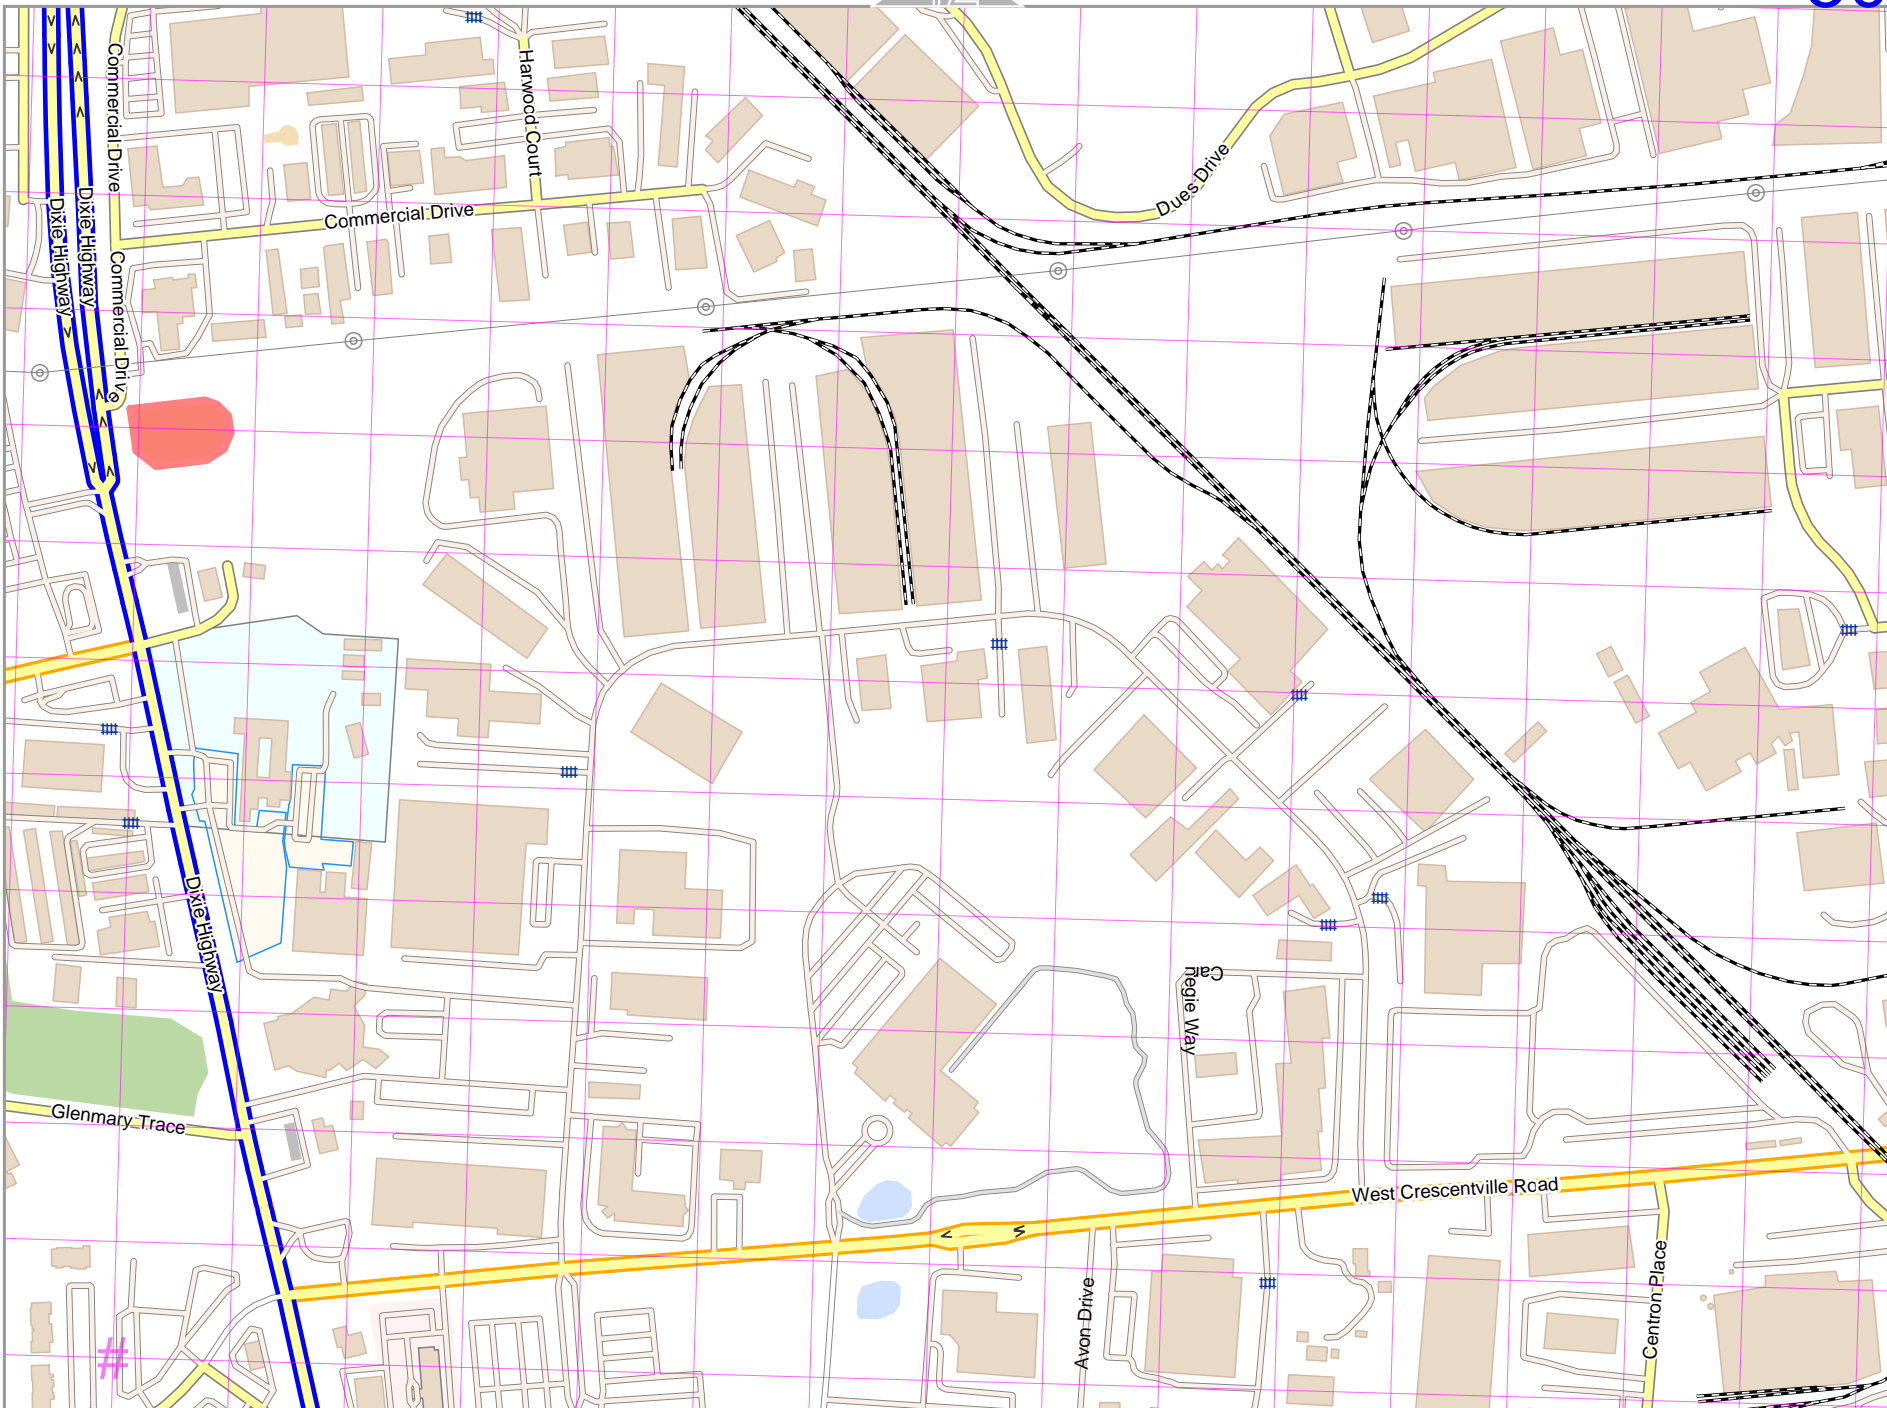 Commercial Drive
Harwood Court
Dues Drive
Dixie Highway
Dixie Highway
Commercial Drive
Commercial Drive
Dixie Highway
Carnegie Way
Glenmary Trace
West Crescentville Road
Centron Place
Avon Drive
#